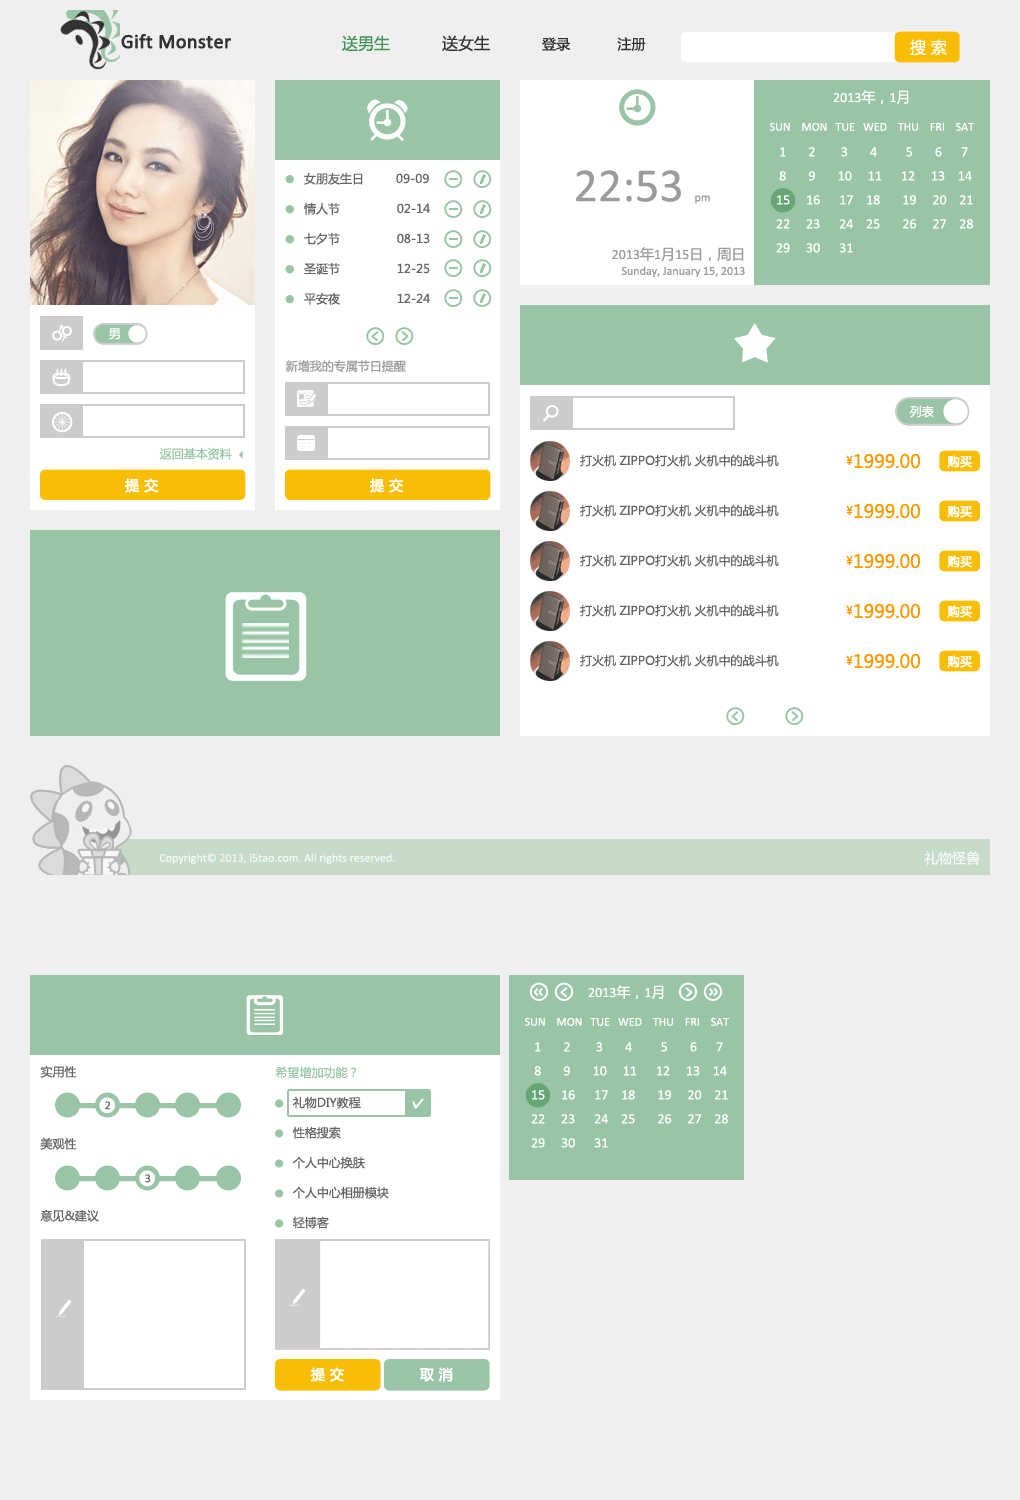 Gift Monster
送男生
送女生
登录
注册
搜 索
女朋友生日 09-09
情人节 02-14
七夕节 08-13
圣诞节 12-25
平安夜 12-24
新增我的专属节日提醒
提 交
男
返回基本资料
提 交
22:53 pm
2013年1月15日，周日
Sunday, January 15, 2013
2013年，1月
SUN MON TUE WED THU FRI SAT
1 2 3 4 5 6 7
8 9 10 11 12 13 14
15 16 17 18 19 20 21
22 23 24 25 26 27 28
29 30 31
列表
打火机 ZIPPO打火机 火机中的战斗机 ¥1999.00 购买
打火机 ZIPPO打火机 火机中的战斗机 ¥1999.00 购买
打火机 ZIPPO打火机 火机中的战斗机 ¥1999.00 购买
打火机 ZIPPO打火机 火机中的战斗机 ¥1999.00 购买
打火机 ZIPPO打火机 火机中的战斗机 ¥1999.00 购买
Copyright© 2013, l5tao.com. All rights reserved.
礼物怪兽
实用性
2
美观性
3
意见&建议
希望增加功能？
礼物DIY教程
性格搜索
个人中心换肤
个人中心相册模块
轻博客
提 交
取 消
2013年，1月
SUN MON TUE WED THU FRI SAT
1 2 3 4 5 6 7
8 9 10 11 12 13 14
15 16 17 18 19 20 21
22 23 24 25 26 27 28
29 30 31